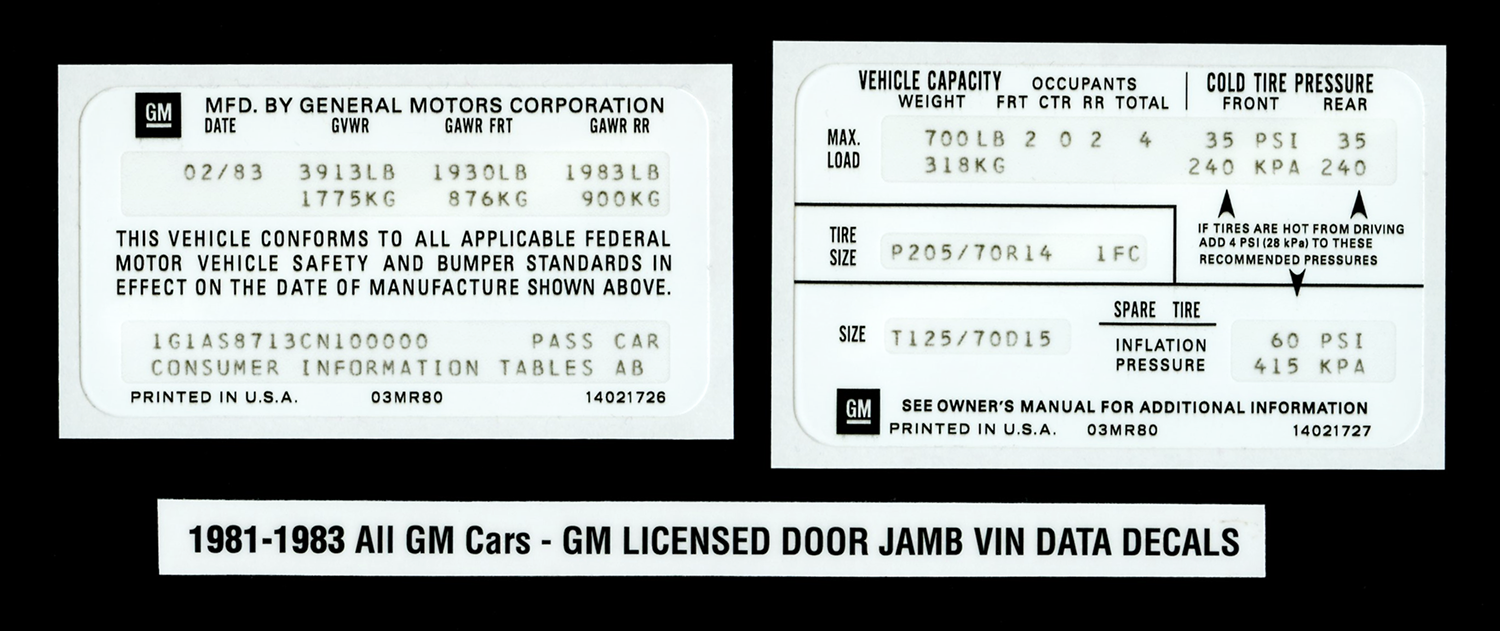 GM MFD. BY GENERAL MOTORS CORPORATION
DATE GVWR GAWR FRT GAWR RR
02/83 3913LB 1930LB 1983LB
1775KG 876KG 900KG
THIS VEHICLE CONFORMS TO ALL APPLICABLE FEDERAL
MOTOR VEHICLE SAFETY AND BUMPER STANDARDS IN
EFFECT ON THE DATE OF MANUFACTURE SHOWN ABOVE.
1G1AS8713CN100000 PASS CAR
CONSUMER INFORMATION TABLES AB
PRINTED IN U.S.A. 03MR80 14021726
VEHICLE CAPACITY OCCUPANTS COLD TIRE PRESSURE
WEIGHT FRT CTR RR TOTAL FRONT REAR
MAX. LOAD 700LB 2 0 2 4 35 PSI 35
318KG 240 KPA 240
IF TIRES ARE HOT FROM DRIVING
ADD 4 PSI (28 kPa) TO THESE
RECOMMENDED PRESSURES
TIRE SIZE P205/70R14 1FC
SPARE TIRE
SIZE T125/70D15 INFLATION PRESSURE 60 PSI
415 KPA
GM SEE OWNER'S MANUAL FOR ADDITIONAL INFORMATION
PRINTED IN U.S.A. 03MR80 14021727
1981-1983 All GM Cars - GM LICENSED DOOR JAMB VIN DATA DECALS